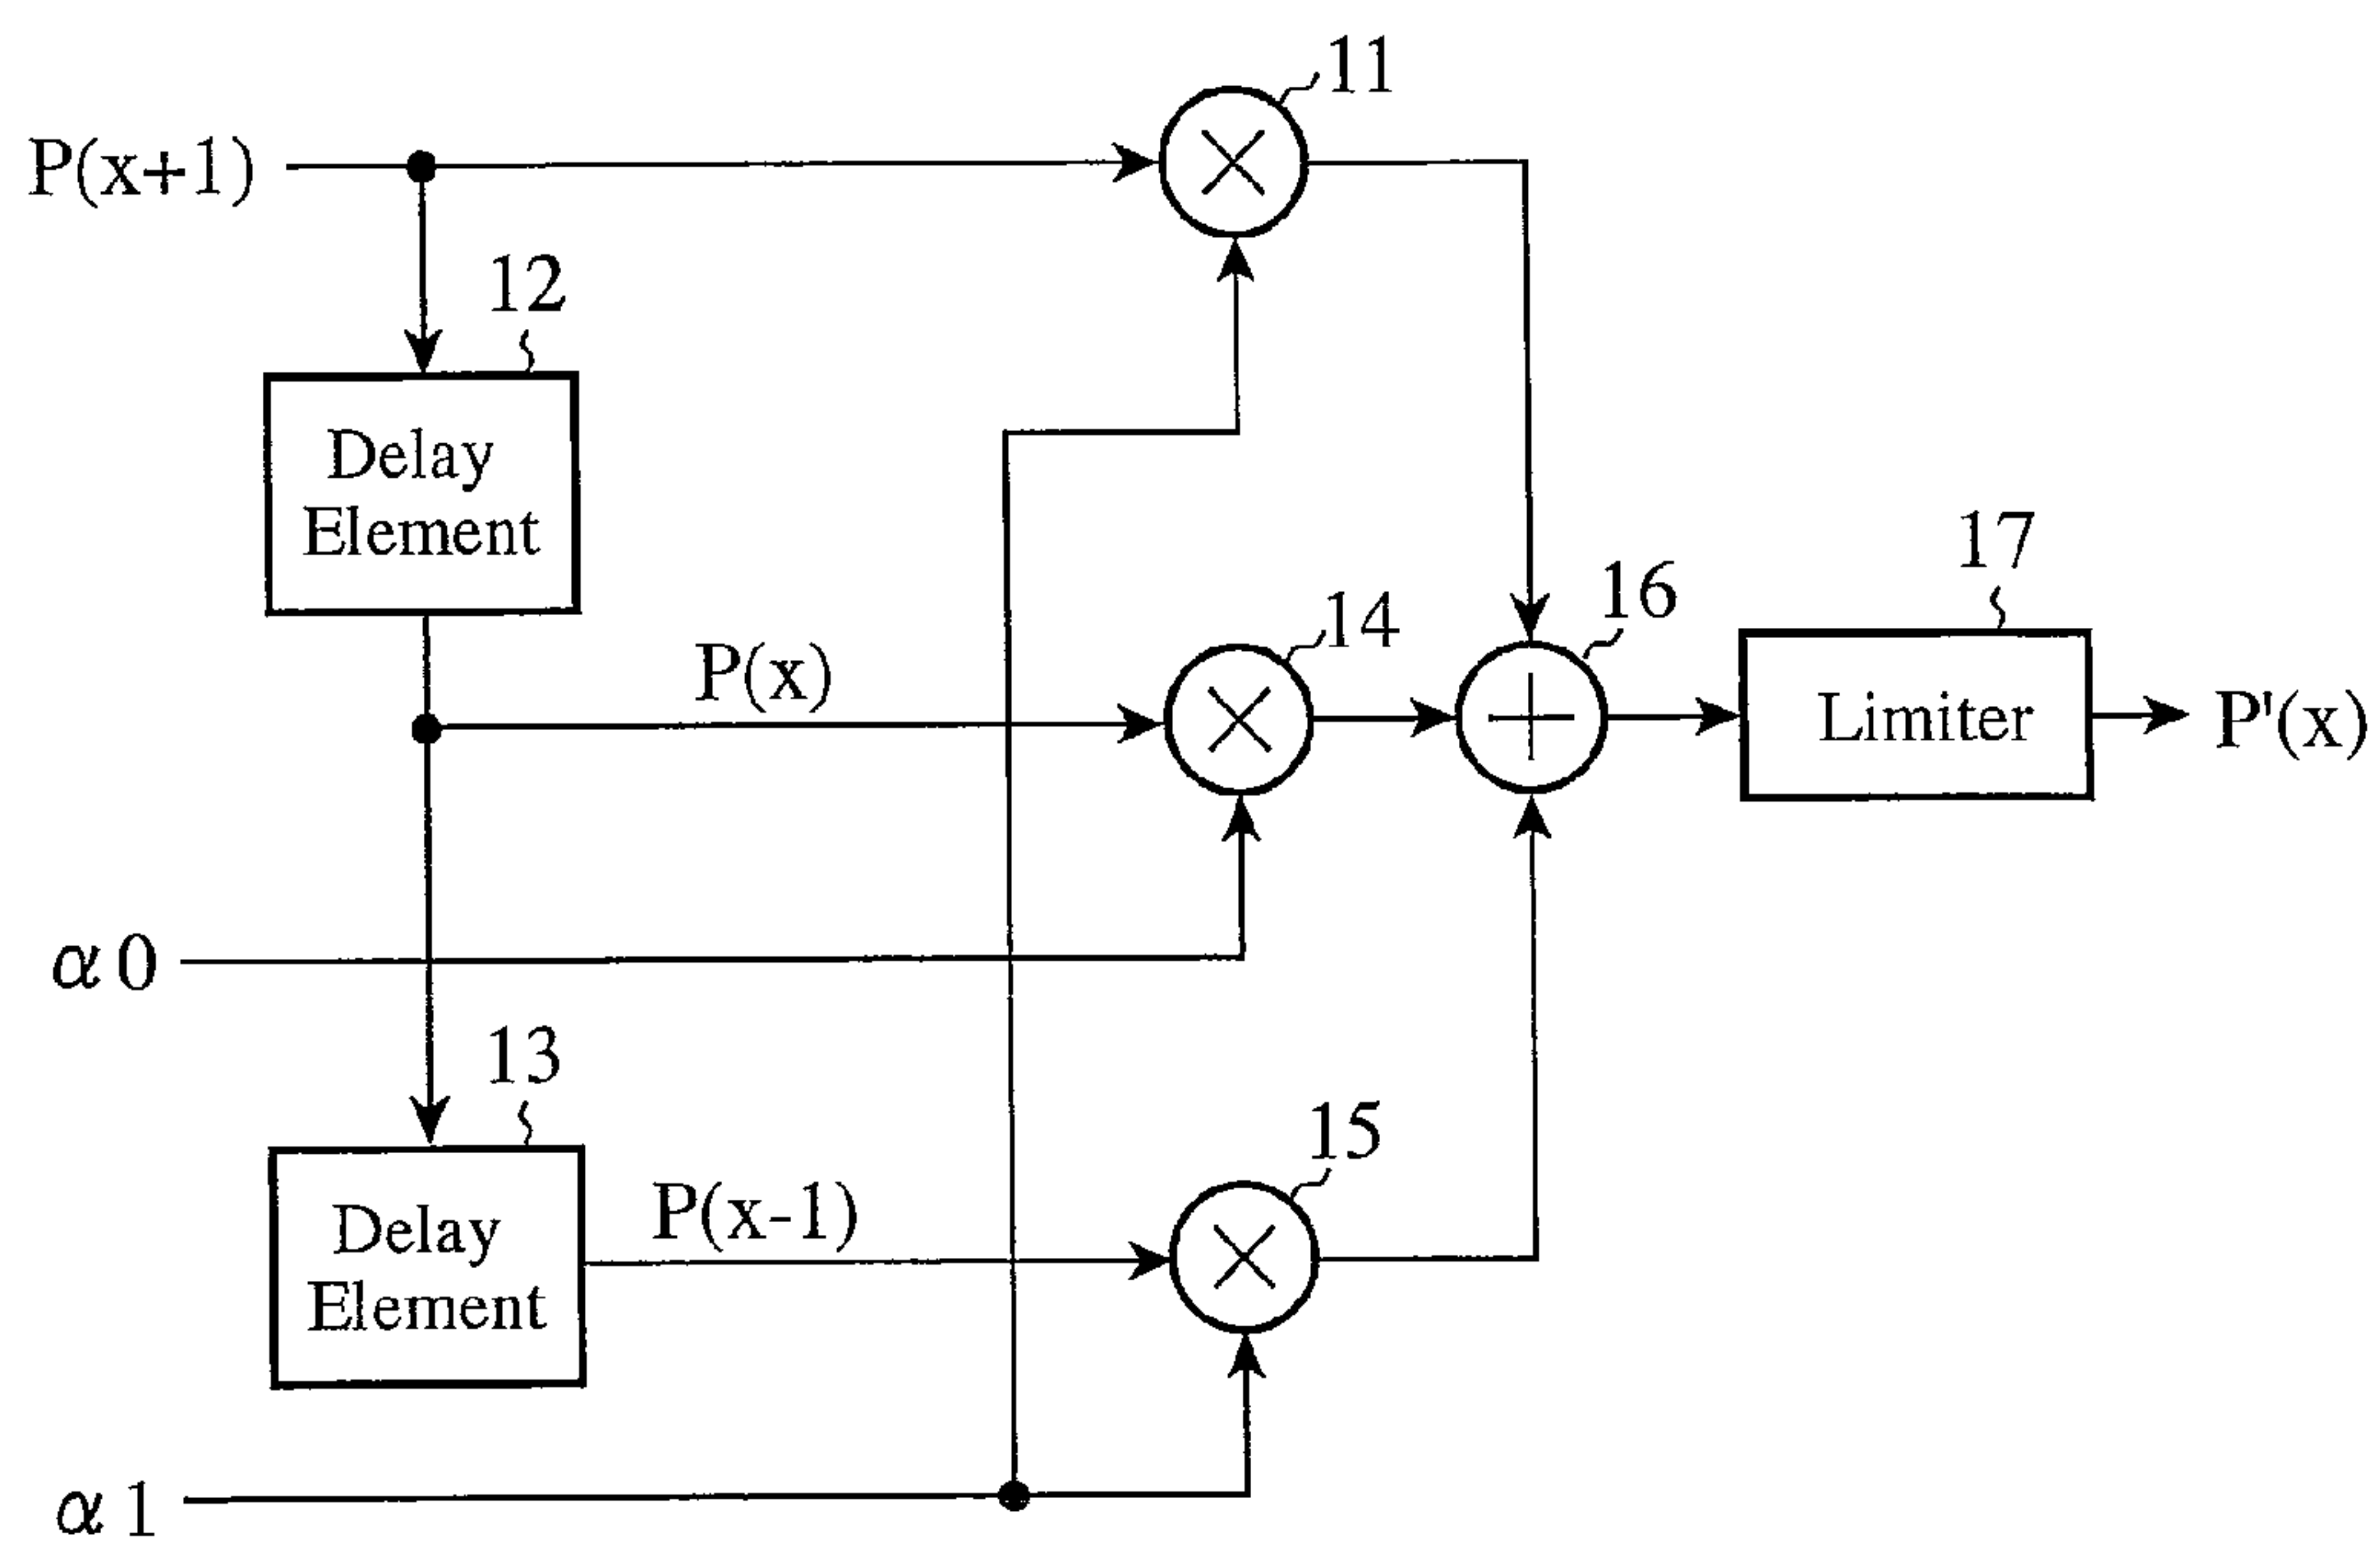 11
P(x+1)
12
Delay
Element
17
16
14
P(x)
Limiter
P'(x)
α0
13
15
P(x-1)
Delay
Element
α1